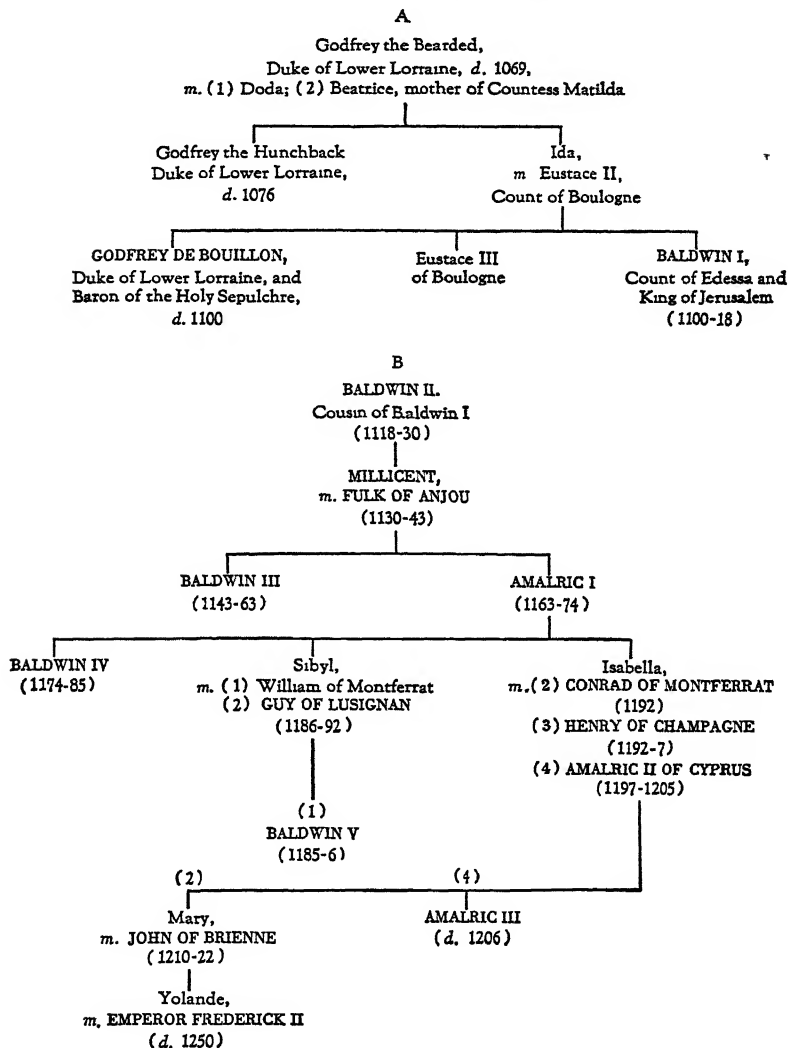 A
Godfrey the Bearded,
Duke of Lower Lorraine, d. 1069,
m. (1) Doda; (2) Beatrice, mother of Countess Matilda
Godfrey the Hunchback
Duke of Lower Lorraine,
d. 1076
Ida,
m Eustace II,
Count of Boulogne
GODFREY DE BOUILLON,
Duke of Lower Lorraine, and
Baron of the Holy Sepulchre,
d. 1100
Eustace III
of Boulogne
BALDWIN I,
Count of Edessa and
King of Jerusalem
(1100-18)
B
BALDWIN II.
Cousin of Baldwin I
(1118-30)
MILLICENT,
m. FULK OF ANJOU
(1130-43)
BALDWIN III
(1143-63)
AMALRIC I
(1163-74)
BALDWIN IV
(1174-85)
Sibyl,
m. (1) William of Montferrat
(2) GUY OF LUSIGNAN
(1186-92)
Isabella,
m.(2) CONRAD OF MONTFERRAT
(1192)
(3) HENRY OF CHAMPAGNE
(1192-7)
(4) AMALRIC II OF CYPRUS
(1197-1205)
(1)
BALDWIN V
(1185-6)
(2)
Mary,
m. JOHN OF BRIENNE
(1210-22)
(4)
AMALRIC III
(d. 1206)
Yolande,
m. EMPEROR FREDERICK II
(d. 1250)